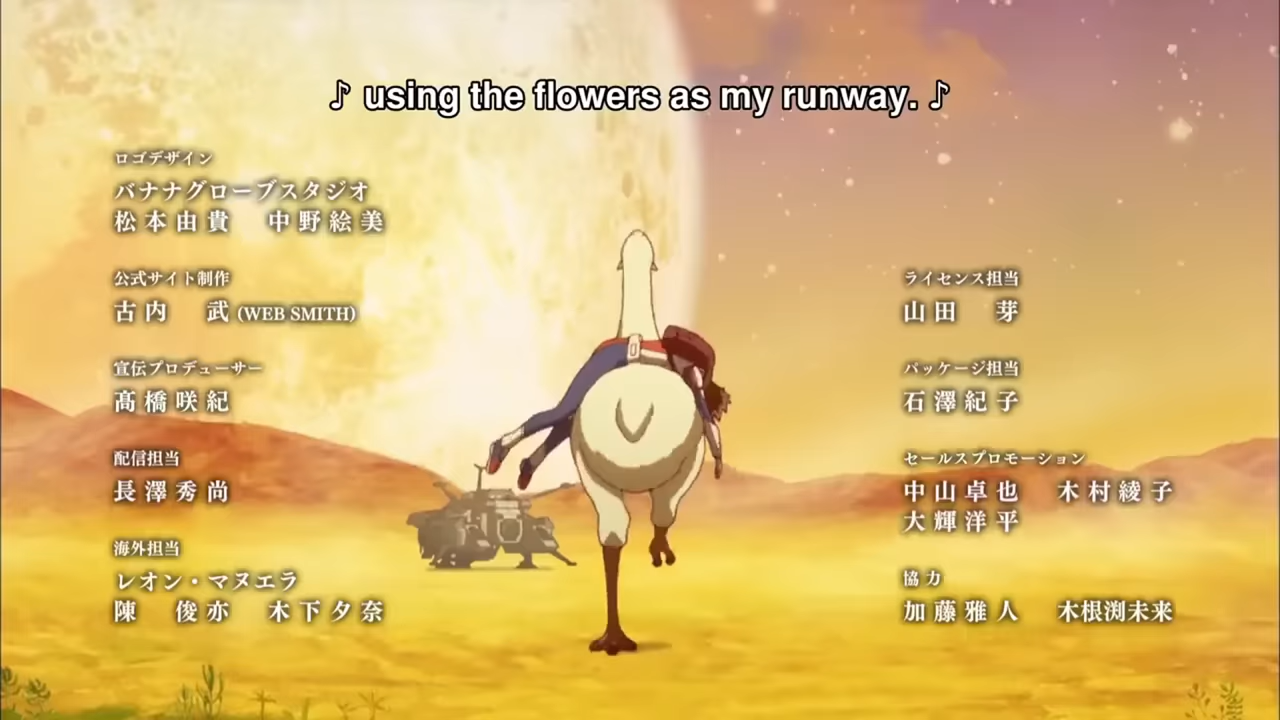 ♪ using the flowers as my runway. ♪
ロゴデザイン
バナナグローブスタジオ
松本由貴 中野絵美
公式サイト制作
古内 武 (WEB SMITH)
宣伝プロデューサー
髙橋咲紀
配信担当
長澤秀尚
海外担当
レオン・マヌエラ
陳 俊亦 木下夕奈
ライセンス担当
山田 芽
パッケージ担当
石澤紀子
セールスプロモーション
中山卓也 木村綾子
大輝洋平
協力
加藤雅人 木根渕未来